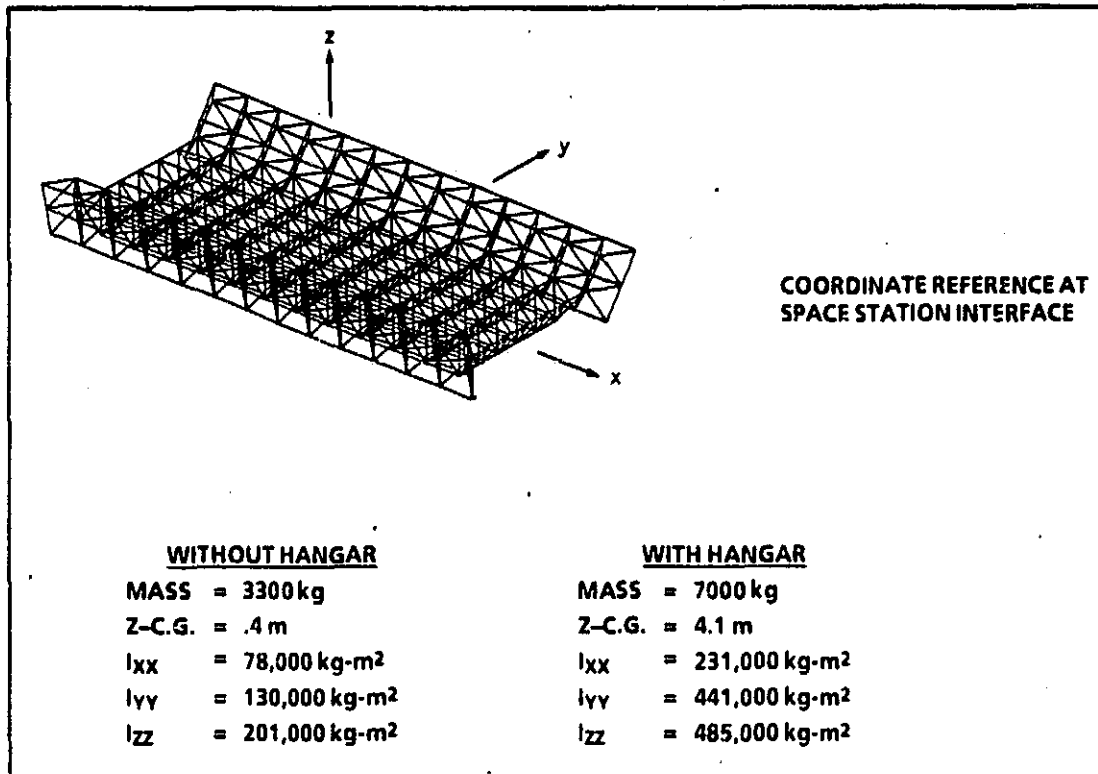 z
y
x
COORDINATE REFERENCE AT
SPACE STATION INTERFACE
WITHOUT HANGAR
MASS = 3300 kg
Z-C.G. = .4 m
IXX = 78,000 kg-m²
IYY = 130,000 kg-m²
IZZ = 201,000 kg-m²
WITH HANGAR
MASS = 7000 kg
Z-C.G. = 4.1 m
IXX = 231,000 kg-m²
IYY = 441,000 kg-m²
IZZ = 485,000 kg-m²